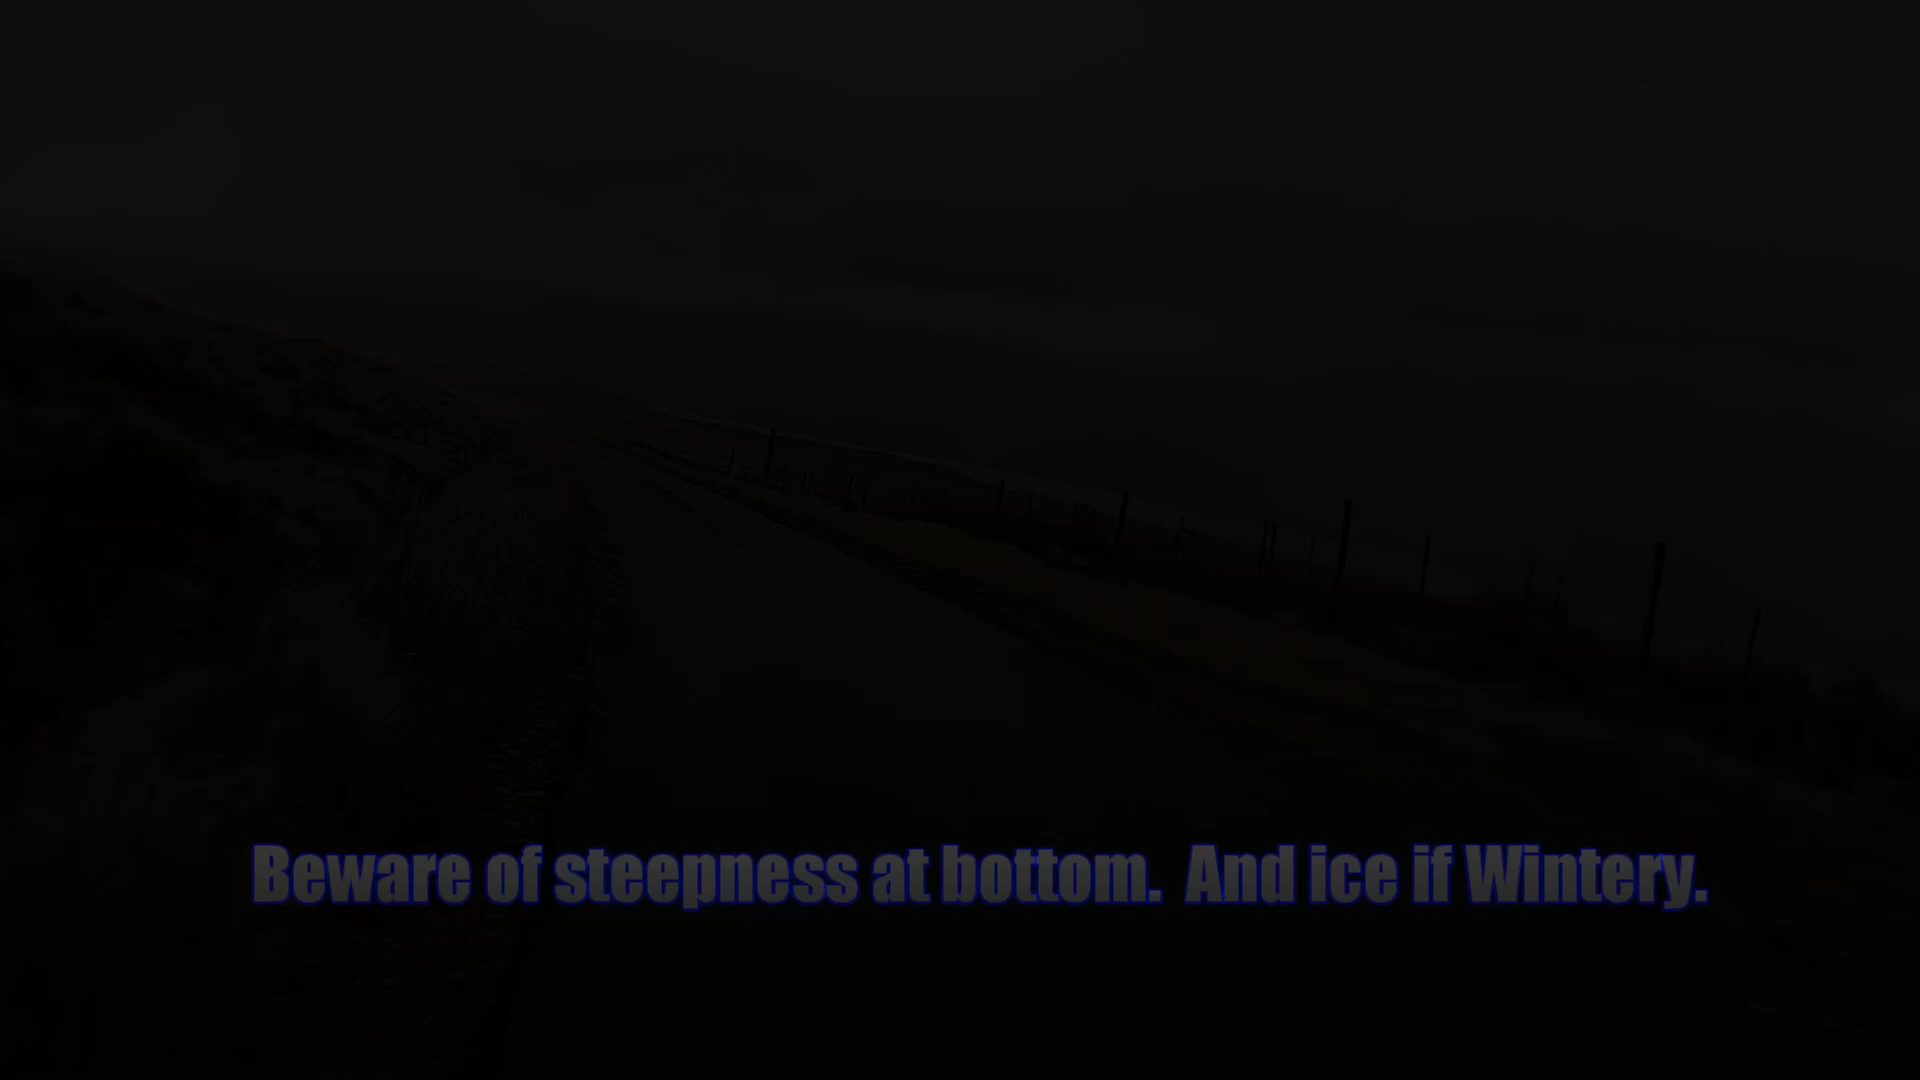 Beware of steepness at bottom.  And ice if Wintery.